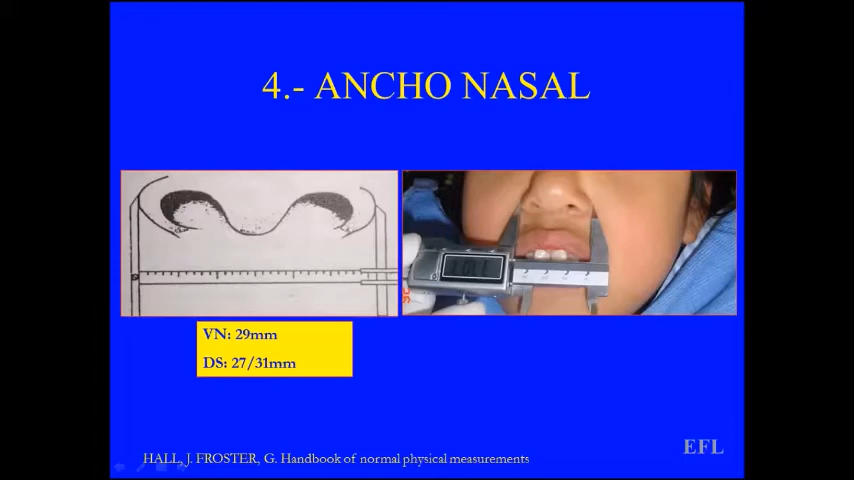 4.- ANCHO NASAL
VN: 29mm
DS: 27/31mm
HALL, J. FROSTER, G. Handbook of normal physical measurements
EFL